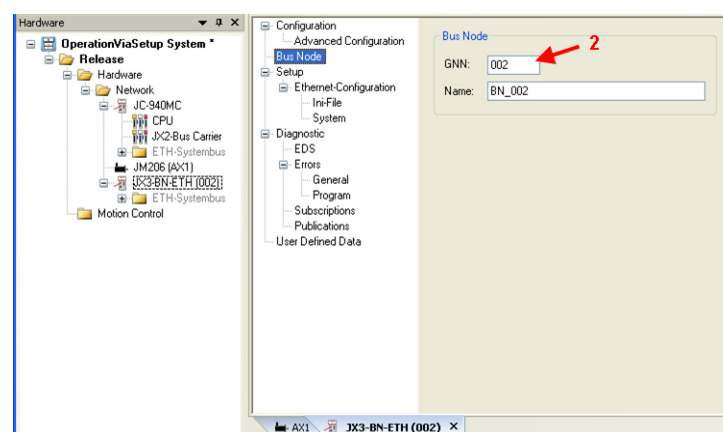 Hardware
OperationViaSetup System *
Release
Hardware
Network
JC-940MC
CPU
JX2-Bus Carrier
ETH-Systembus
JM206 (AX1)
JX3-BN-ETH (002)
ETH-Systembus
Motion Control
Configuration
Advanced Configuration
Bus Node
Setup
Ethernet-Configuration
Ini-File
System
Diagnostic
EDS
Errors
General
Program
Subscriptions
Publications
User Defined Data
Bus Node
2
GNN: 002
Name: BN_002
AX1 JX3-BN-ETH (002) ×